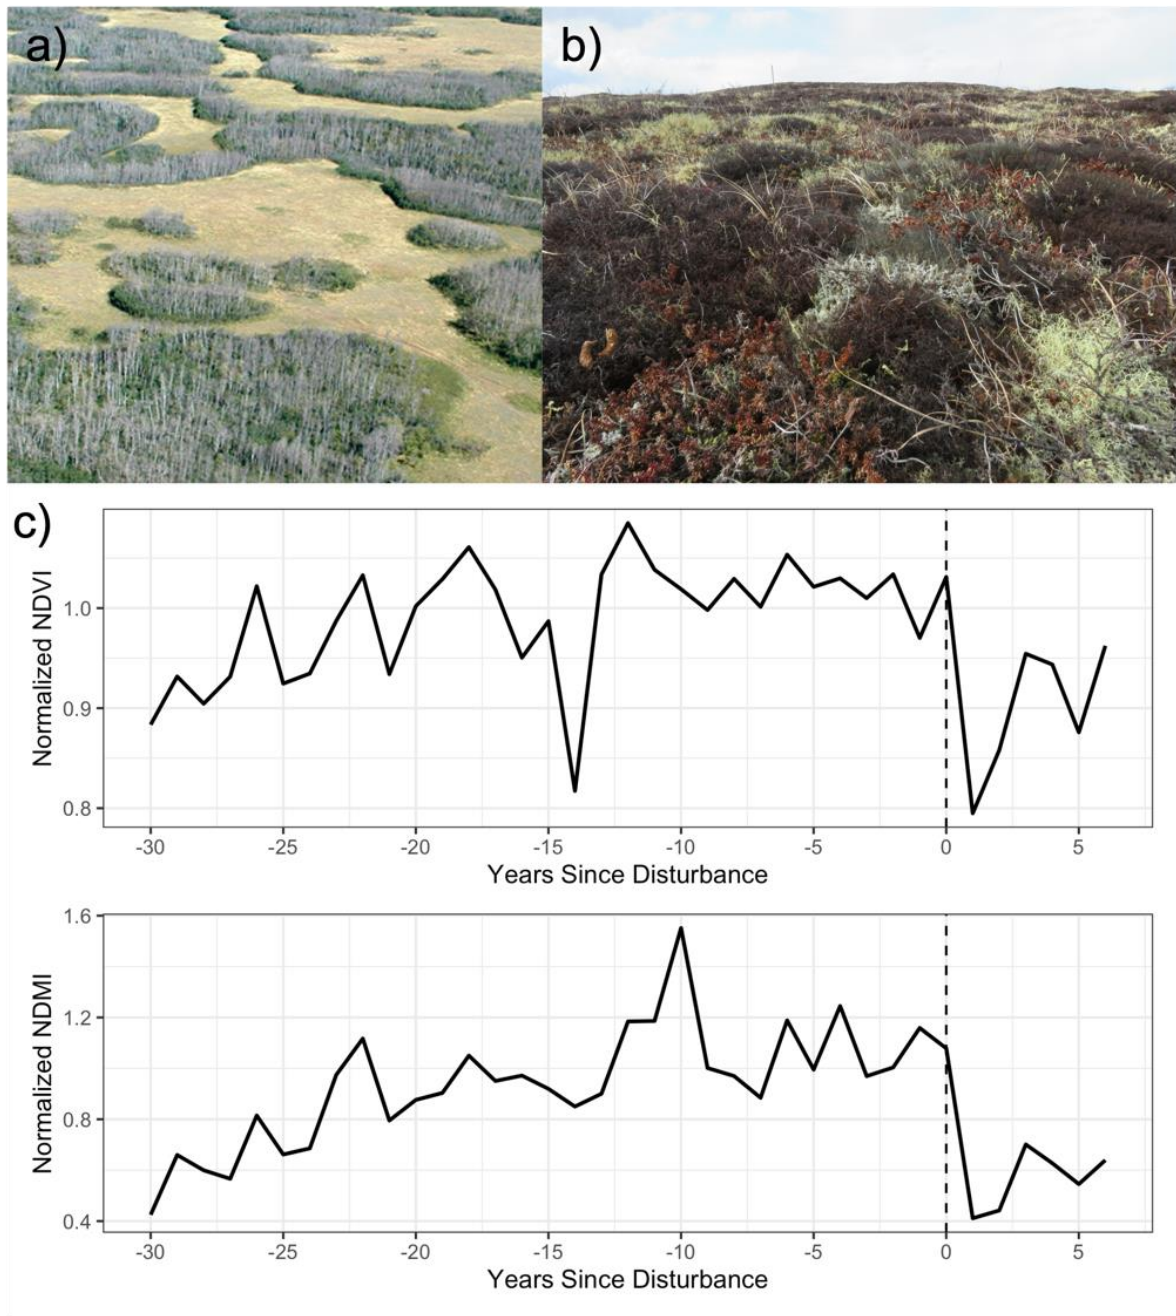 a)
b)
c)
Normalized NDVI
1.0
0.9
0.8
-30 -25 -20 -15 -10 -5 0 5
Years Since Disturbance
Normalized NDMI
1.6
1.2
0.8
0.4
-30 -25 -20 -15 -10 -5 0 5
Years Since Disturbance